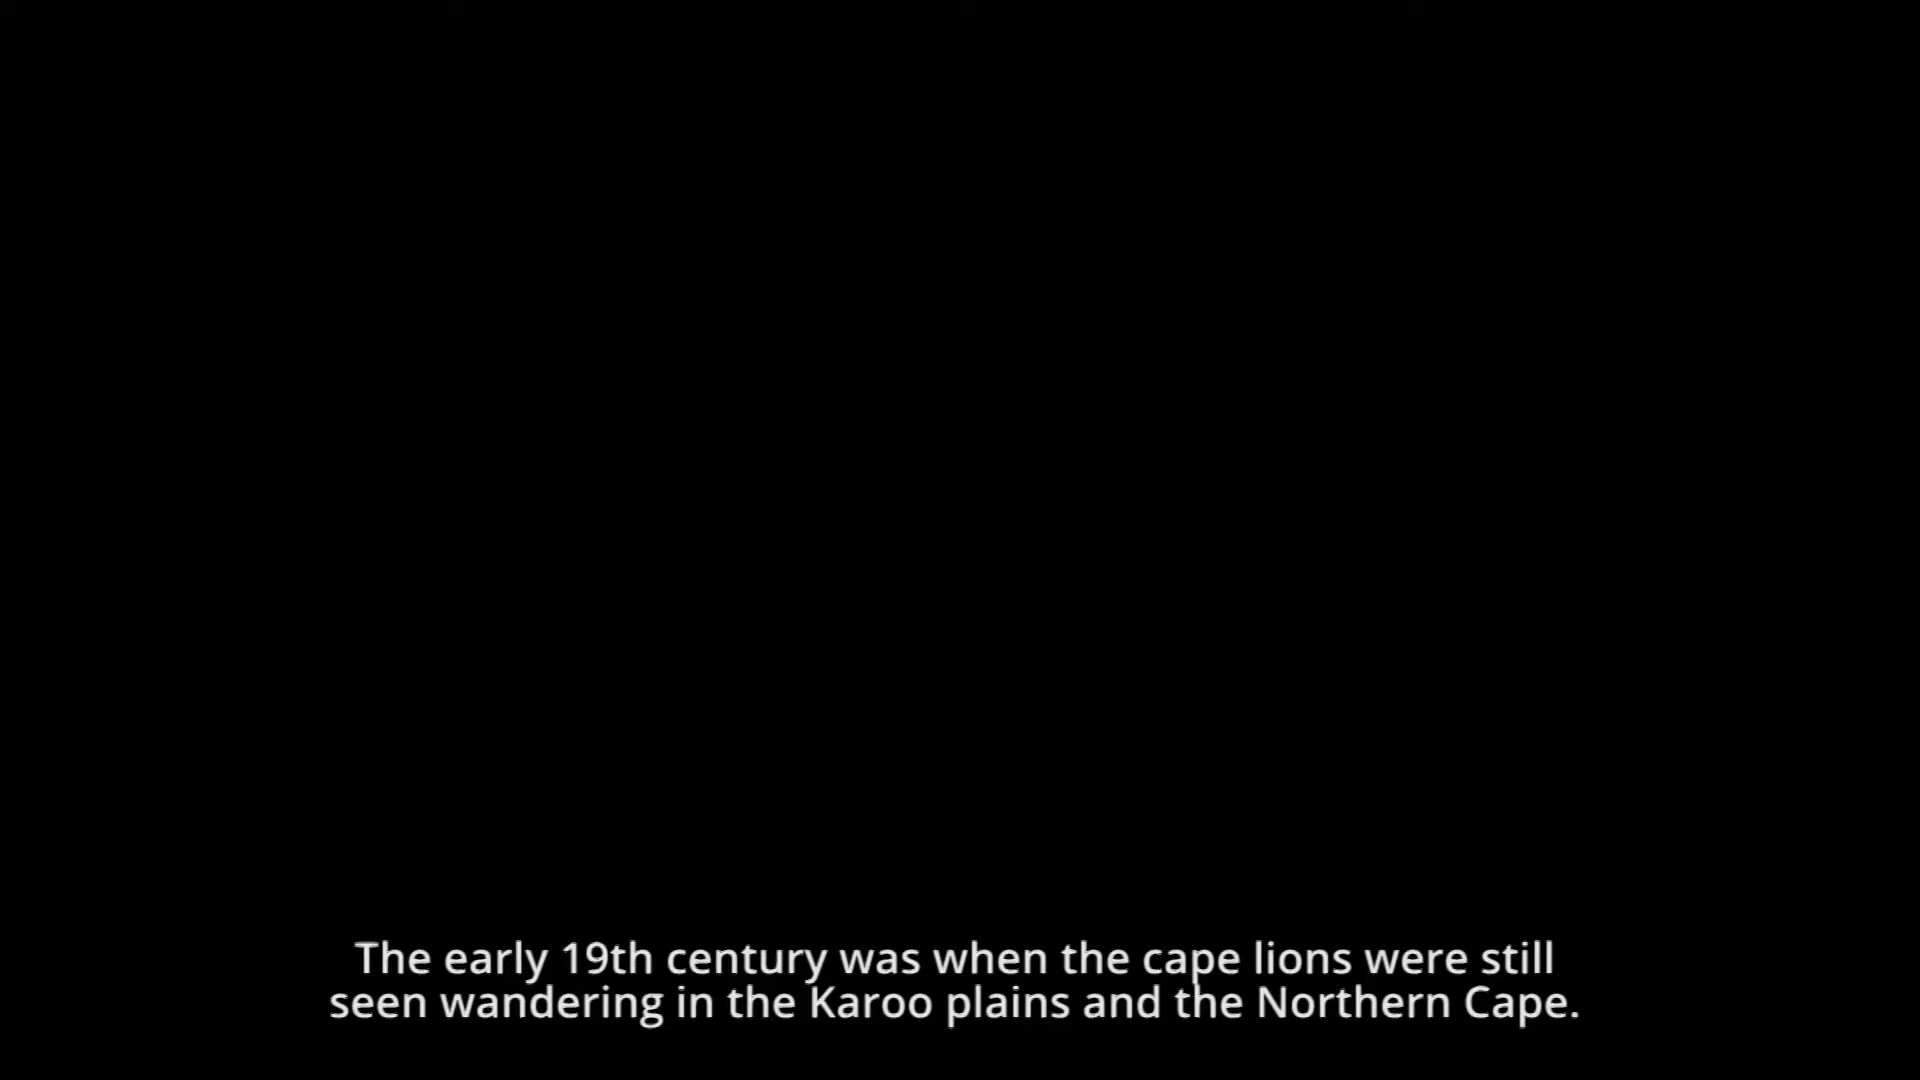 The early 19th century was when the cape lions were still
seen wandering in the Karoo plains and the Northern Cape.